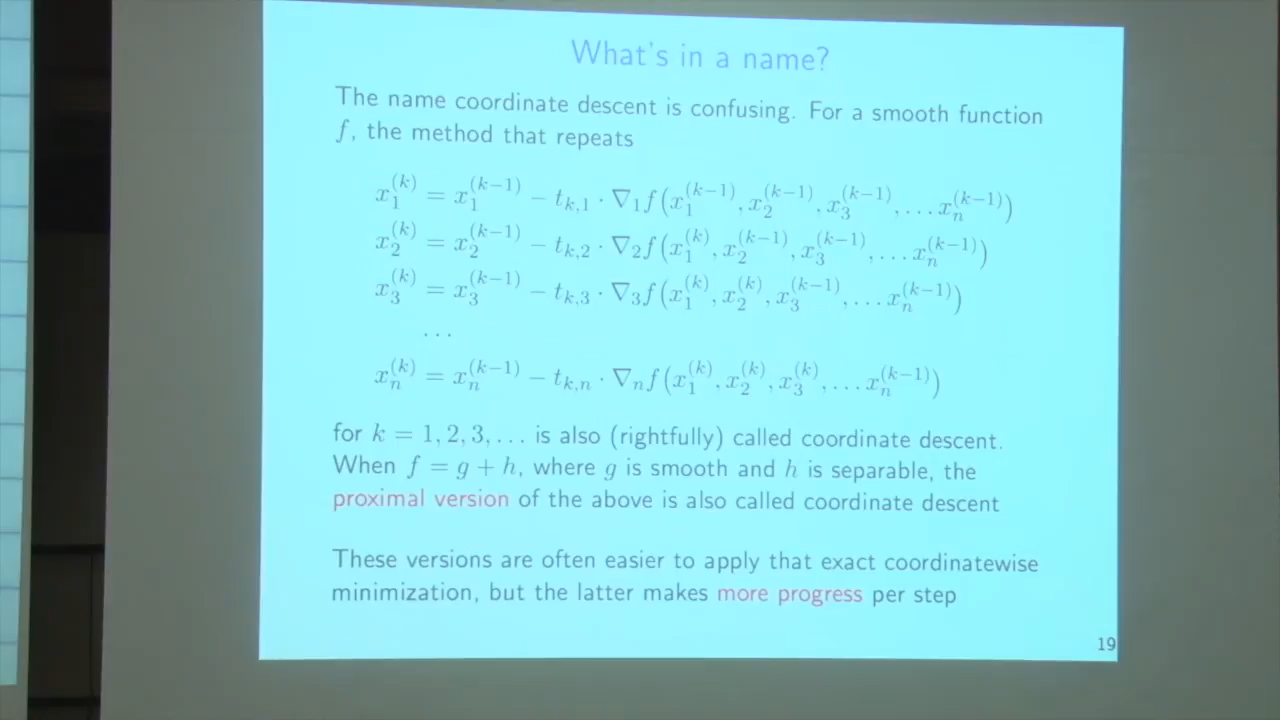 What's in a name?
The name coordinate descent is confusing. For a smooth function
f, the method that repeats
x_1^{(k)} = x_1^{(k−1)} − t_{k,1} · ∇_1 f(x_1^{(k−1)}, x_2^{(k−1)}, x_3^{(k−1)}, . . . x_n^{(k−1)})
x_2^{(k)} = x_2^{(k−1)} − t_{k,2} · ∇_2 f(x_1^{(k)}, x_2^{(k−1)}, x_3^{(k−1)}, . . . x_n^{(k−1)})
x_3^{(k)} = x_3^{(k−1)} − t_{k,3} · ∇_3 f(x_1^{(k)}, x_2^{(k)}, x_3^{(k−1)}, . . . x_n^{(k−1)})
. . .
x_n^{(k)} = x_n^{(k−1)} − t_{k,n} · ∇_n f(x_1^{(k)}, x_2^{(k)}, x_3^{(k)}, . . . x_n^{(k−1)})
for k = 1, 2, 3, . . . is also (rightfully) called coordinate descent.
When f = g + h, where g is smooth and h is separable, the
proximal version of the above is also called coordinate descent
These versions are often easier to apply that exact coordinatewise
minimization, but the latter makes more progress per step
19